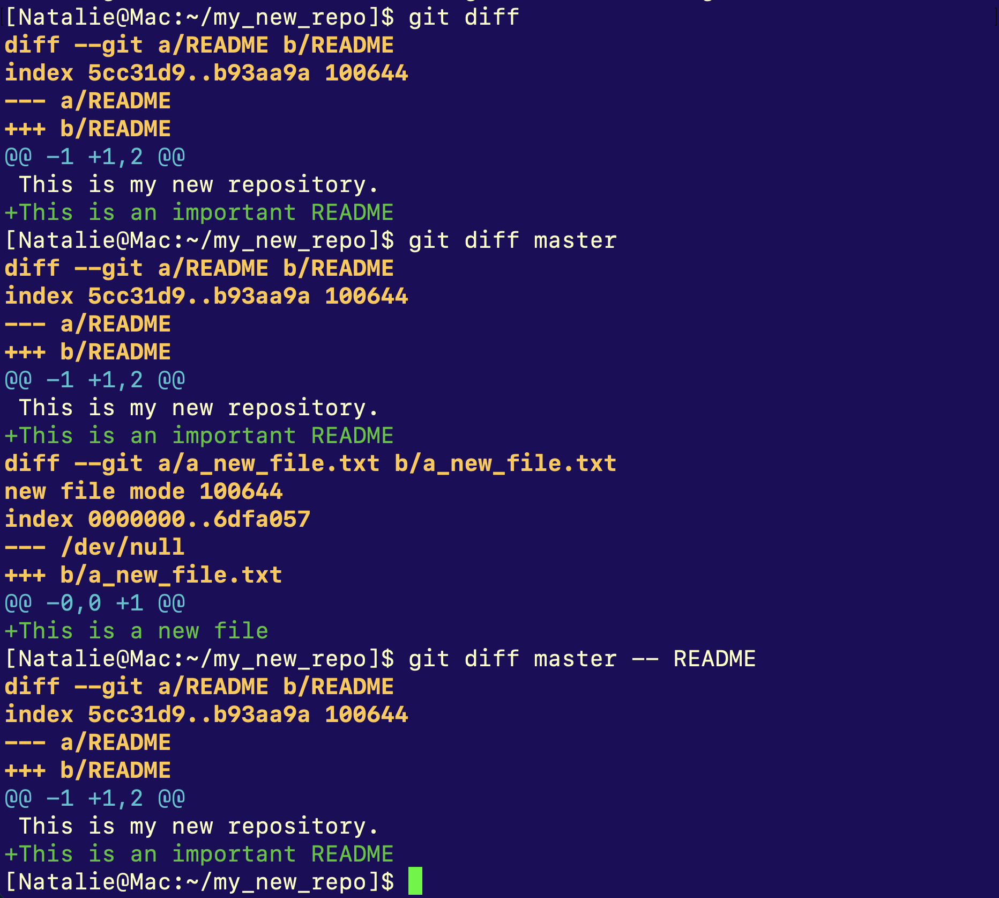 [Natalie@Mac:~/my_new_repo]$ git diff
diff --git a/README b/README
index 5cc31d9..b93aa9a 100644
--- a/README
+++ b/README
@@ -1 +1,2 @@
 This is my new repository.
+This is an important README
[Natalie@Mac:~/my_new_repo]$ git diff master
diff --git a/README b/README
index 5cc31d9..b93aa9a 100644
--- a/README
+++ b/README
@@ -1 +1,2 @@
 This is my new repository.
+This is an important README
diff --git a/a_new_file.txt b/a_new_file.txt
new file mode 100644
index 0000000..6dfa057
--- /dev/null
+++ b/a_new_file.txt
@@ -0,0 +1 @@
+This is a new file
[Natalie@Mac:~/my_new_repo]$ git diff master -- README
diff --git a/README b/README
index 5cc31d9..b93aa9a 100644
--- a/README
+++ b/README
@@ -1 +1,2 @@
 This is my new repository.
+This is an important README
[Natalie@Mac:~/my_new_repo]$